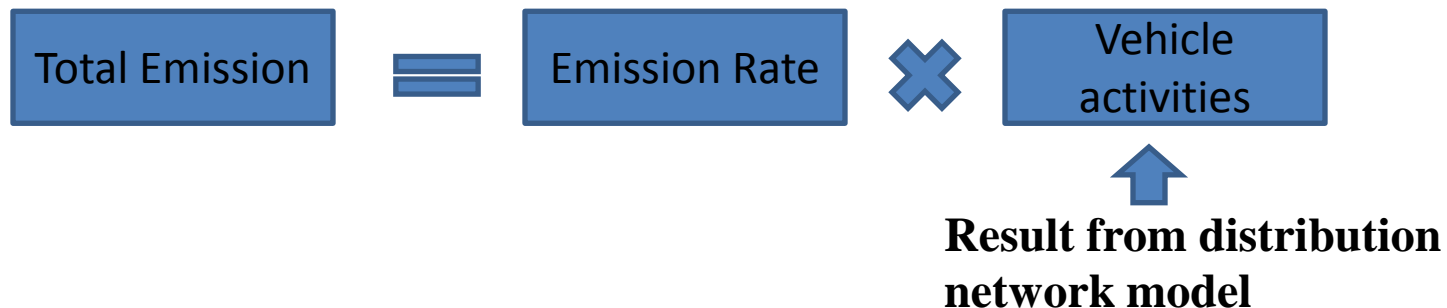 Total Emission
Emission Rate
Vehicle
activities
Result from distribution
network model